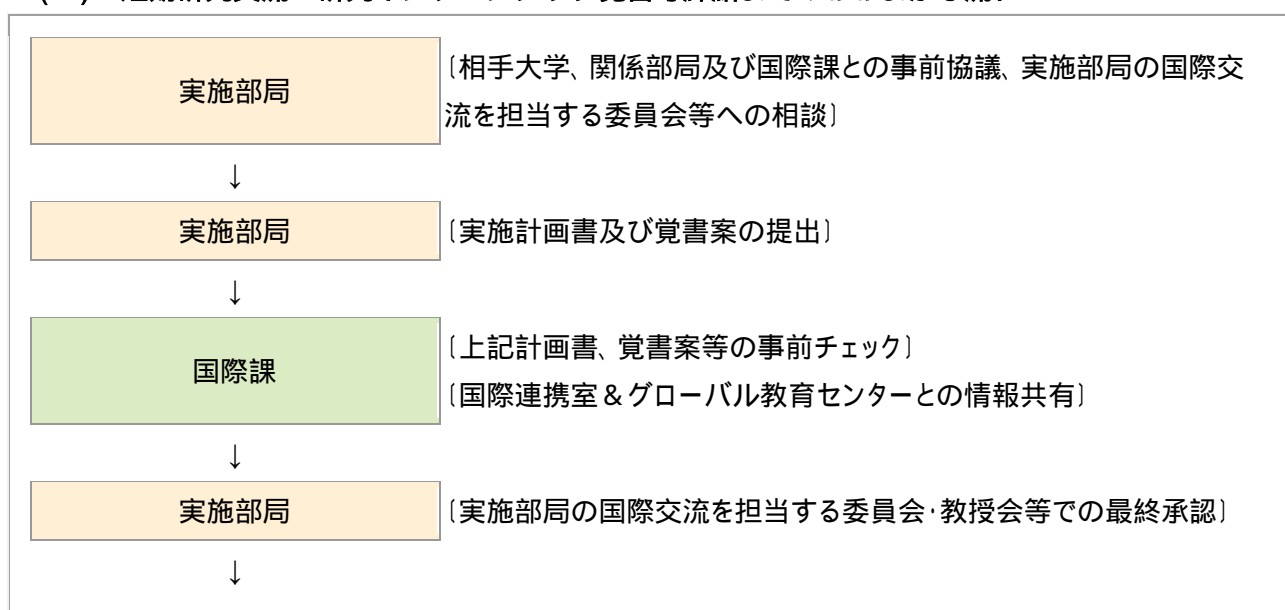 実施部局
〔相手大学、関係部局及び国際課との事前協議、実施部局の国際交
流を担当する委員会等への相談〕
↓
実施部局
〔実施計画書及び覚書案の提出〕
↓
国際課
〔上記計画書、覚書案等の事前チェック〕
〔国際連携室&グローバル教育センターとの情報共有〕
↓
実施部局
〔実施部局の国際交流を担当する委員会・教授会等での最終承認〕
↓